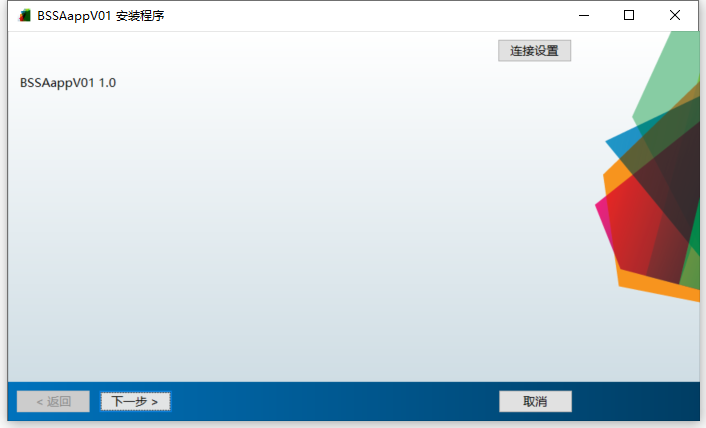 BSSAappV01 安装程序
连接设置
BSSAappV01 1.0
< 返回
下一步 >
取消